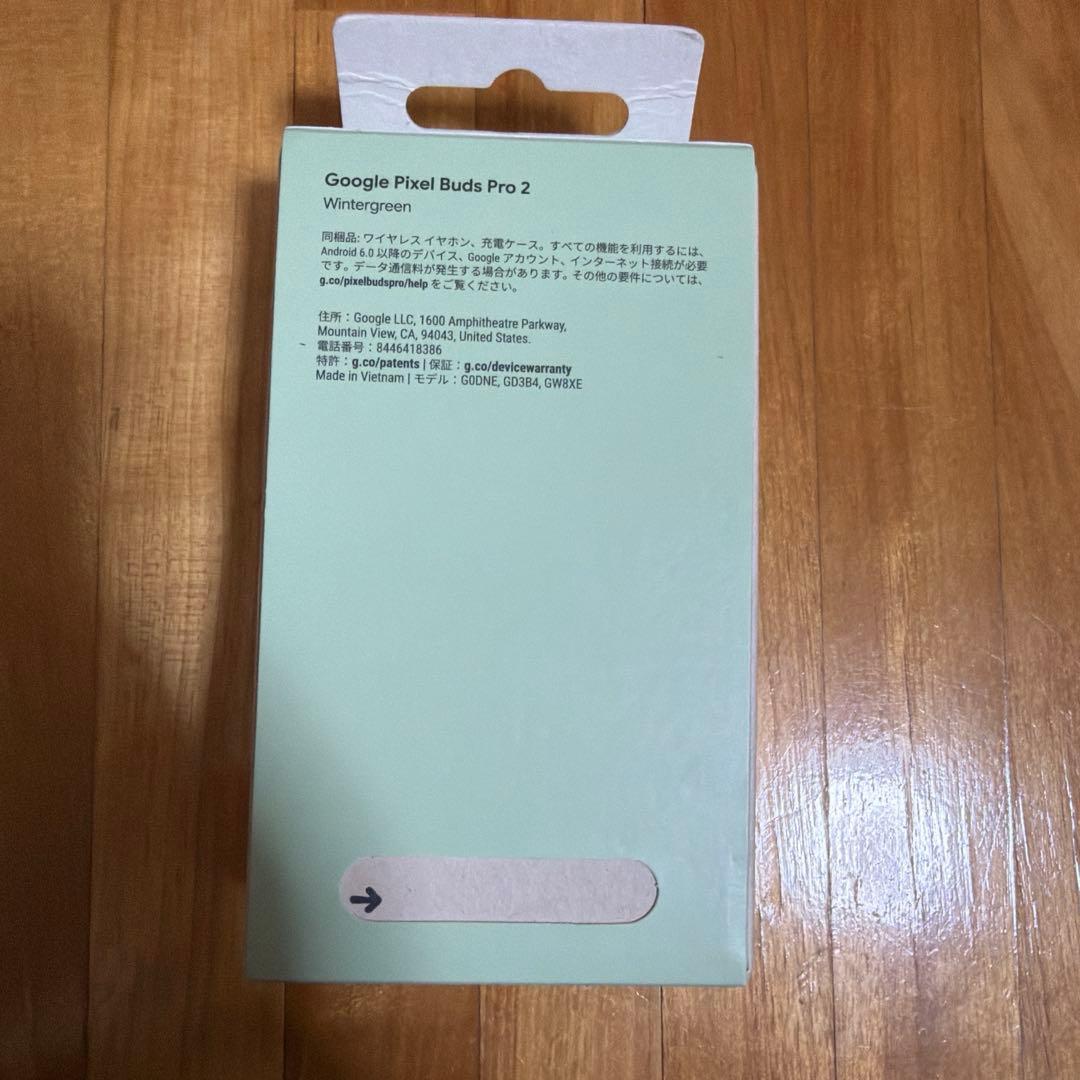 Google Pixel Buds Pro 2
Wintergreen
同梱品: ワイヤレス イヤホン、充電ケース。すべての機能を利用するには、
Android 6.0 以降のデバイス、Google アカウント、インターネット接続が必要
です。データ通信料が発生する場合があります。その他の要件については、
g.co/pixelbudspro/help をご覧ください。
住所：Google LLC, 1600 Amphitheatre Parkway,
Mountain View, CA, 94043, United States.
電話番号：8446418386
特許：g.co/patents | 保証：g.co/devicewarranty
Made in Vietnam | モデル：G0DNE, GD3B4, GW8XE